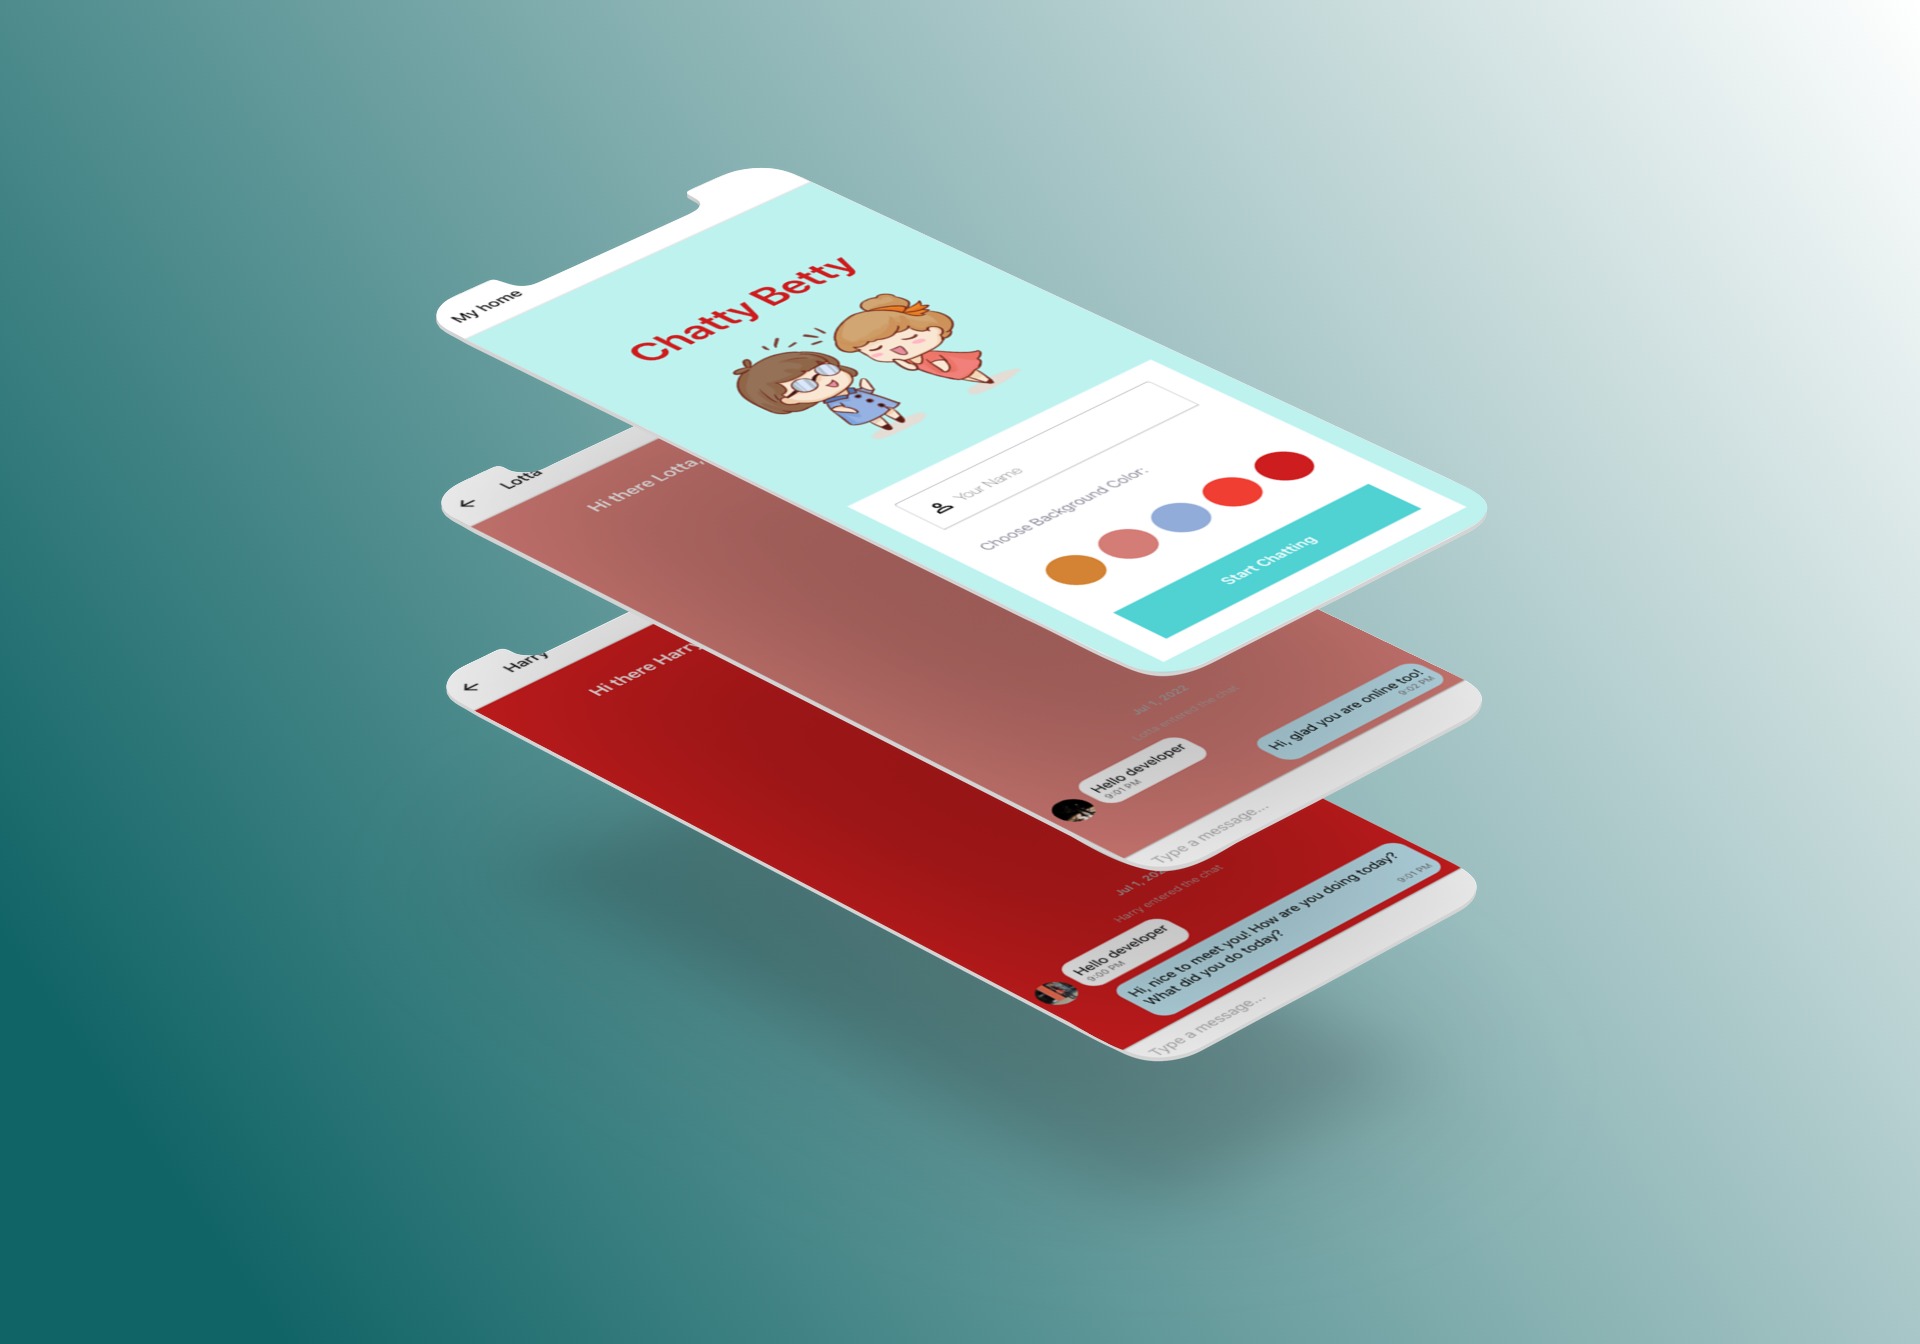 My home
Chatty Betty
Your Name
Choose Background Color:
Start Chatting
Lotta
Hi there Lotta,
Jul 1, 2022
Lotta entered the chat
Hello developer
9:01 PM
Hi, glad you are online too!
9:02 PM
Type a message...
Harry
Hi there Harry
Jul 1,
Harry entered the chat
Hello developer
9:00 PM
Hi, nice to meet you! How are you doing today?
What did you do today?
9:01 PM
Type a message...